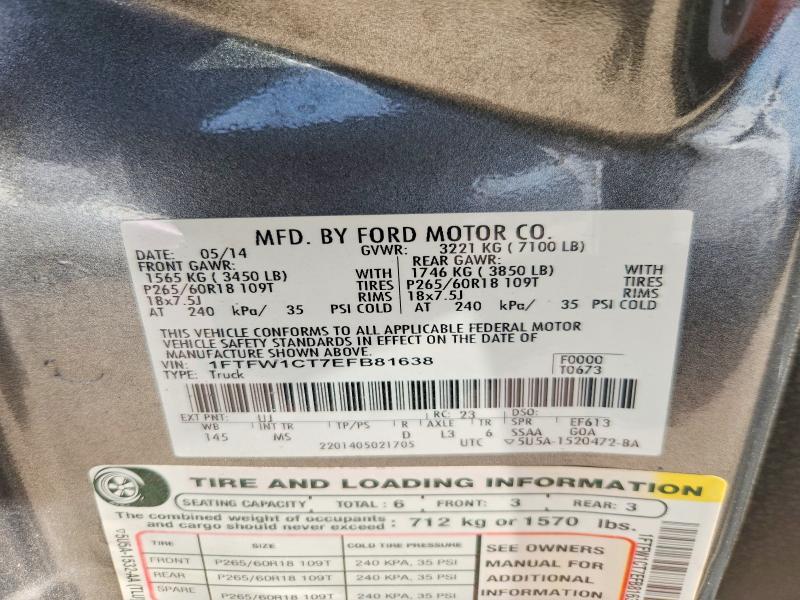 MFD. BY FORD MOTOR CO.
DATE: 05/14 GVWR: 3221 KG ( 7100 LB)
FRONT GAWR: REAR GAWR:
1565 KG ( 3450 LB) WITH 1746 KG ( 3850 LB) WITH
P265/60R18 109T TIRES P265/60R18 109T TIRES
18x7.5J RIMS 18x7.5J RIMS
AT 240 kPa/ 35 PSI COLD AT 240 kPa/ 35 PSI COLD
THIS VEHICLE CONFORMS TO ALL APPLICABLE FEDERAL MOTOR
VEHICLE SAFETY STANDARDS IN EFFECT ON THE DATE OF
MANUFACTURE SHOWN ABOVE.
VIN: 1FTFW1CT7EFB81638 F0000
TYPE: Truck T0673
EXT PNT: UJ RC: 23 DSO:
WB INT TR TP/PS R AXLE TR SPR EF613
145 MS D L3 6 SSAA GOA
2201405021705 UTC 5U5A-1520472-BA
TIRE AND LOADING INFORMATION
SEATING CAPACITY TOTAL: 6 FRONT: 3 REAR: 3
The combined weight of occupants
and cargo should never exceed : 712 kg or 1570 lbs.
TIRE SIZE COLD TIRE PRESSURE SEE OWNERS
FRONT P265/60R18 109T 240 KPA, 35 PSI MANUAL FOR
REAR P265/60R18 109T 240 KPA, 35 PSI ADDITIONAL
SPARE P265/60R18 109T 240 KPA, 35 PSI INFORMATION